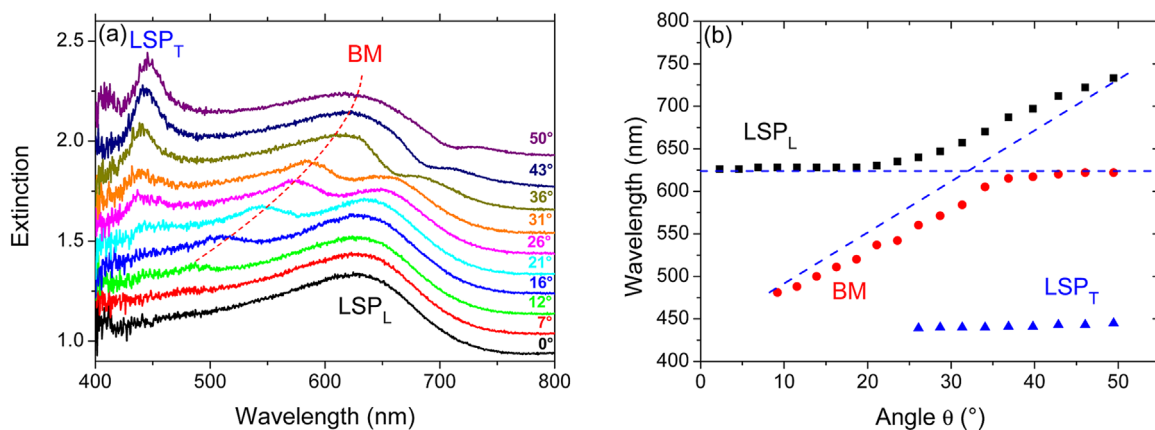 (a)
LSP_T
BM
2.5
2.0
1.5
1.0
Extinction
50°
43°
36°
31°
26°
21°
16°
12°
7°
0°
LSP_L
400 500 600 700 800
Wavelength (nm)
(b)
800
750
700
650
600
550
500
450
400
Wavelength (nm)
LSP_L
BM
LSP_T
0 10 20 30 40 50
Angle θ (°)